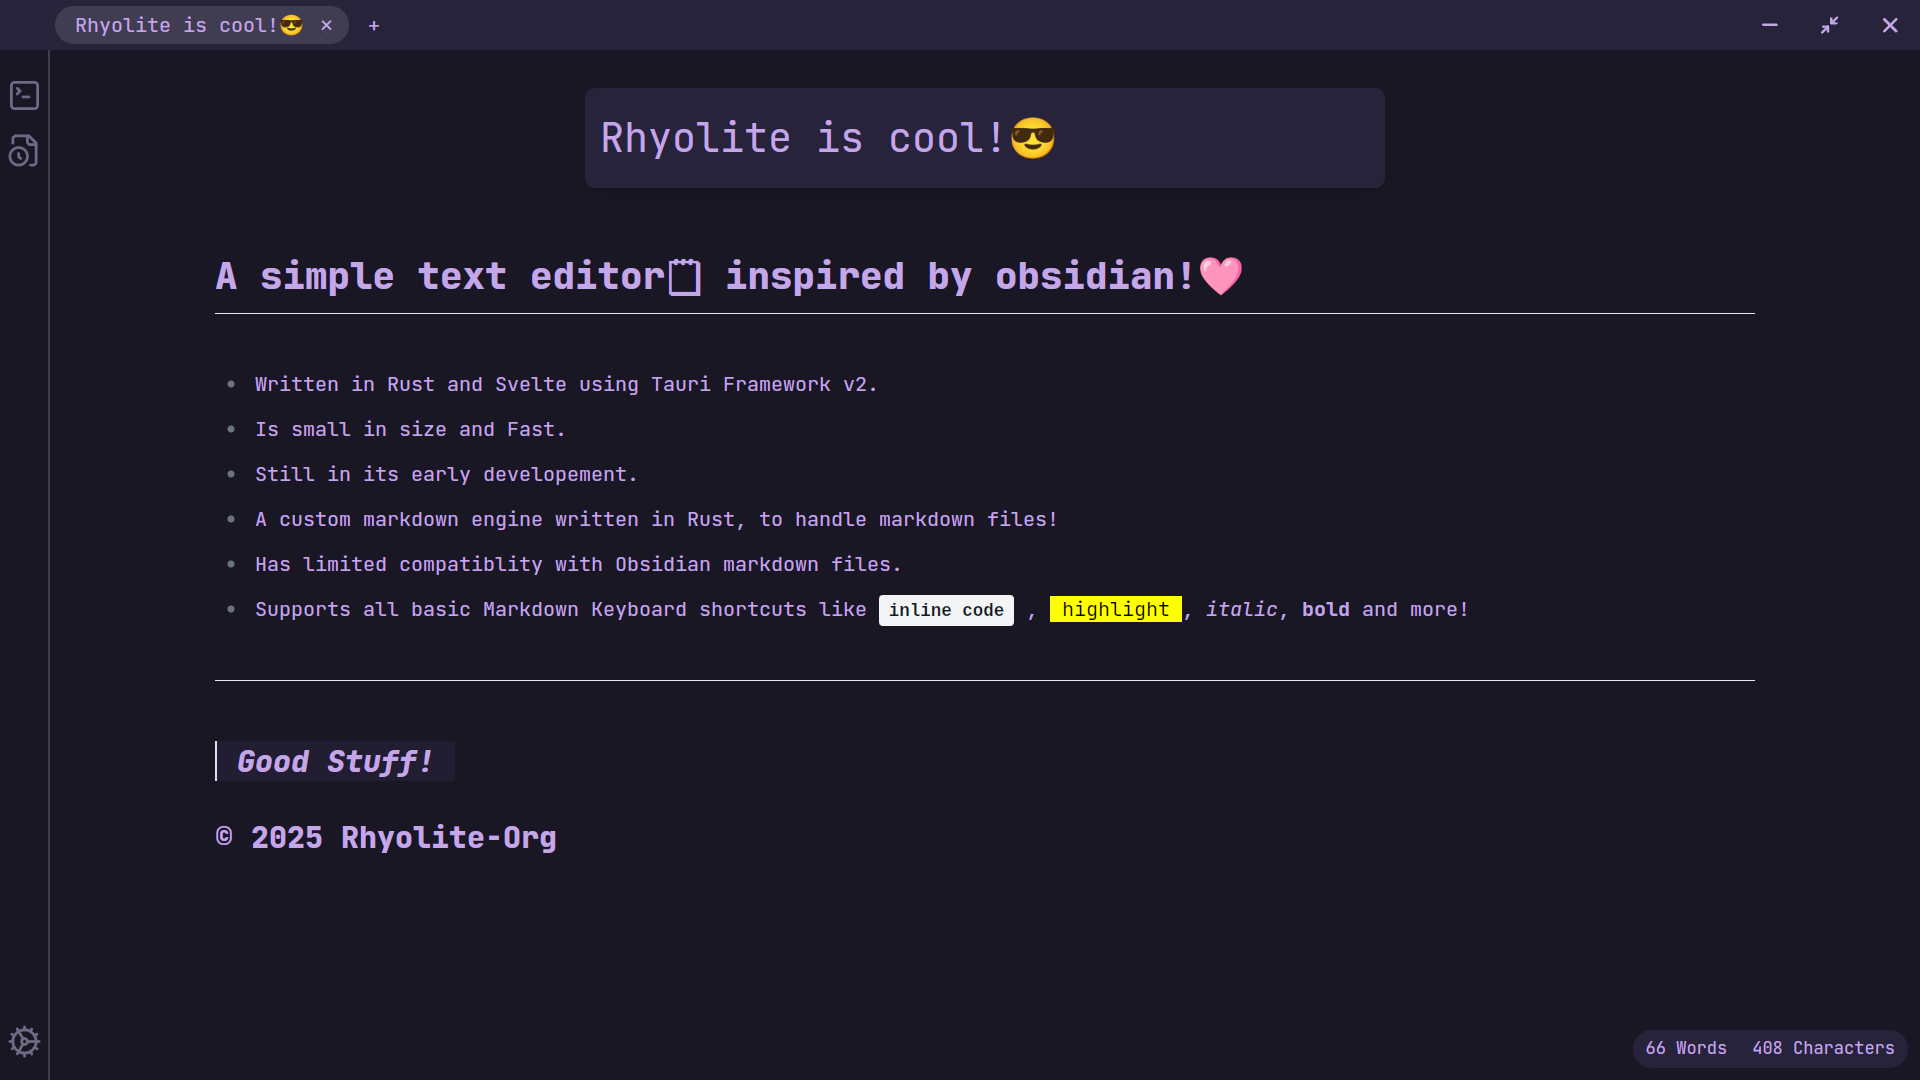 Rhyolite is cool!😎
Rhyolite is cool!😎
A simple text editor🗒 inspired by obsidian!🩷
Written in Rust and Svelte using Tauri Framework v2.
Is small in size and Fast.
Still in its early developement.
A custom markdown engine written in Rust, to handle markdown files!
Has limited compatiblity with Obsidian markdown files.
Supports all basic Markdown Keyboard shortcuts like inline code , highlight, italic, bold and more!
Good Stuff!
© 2025 Rhyolite-Org
66 Words 408 Characters